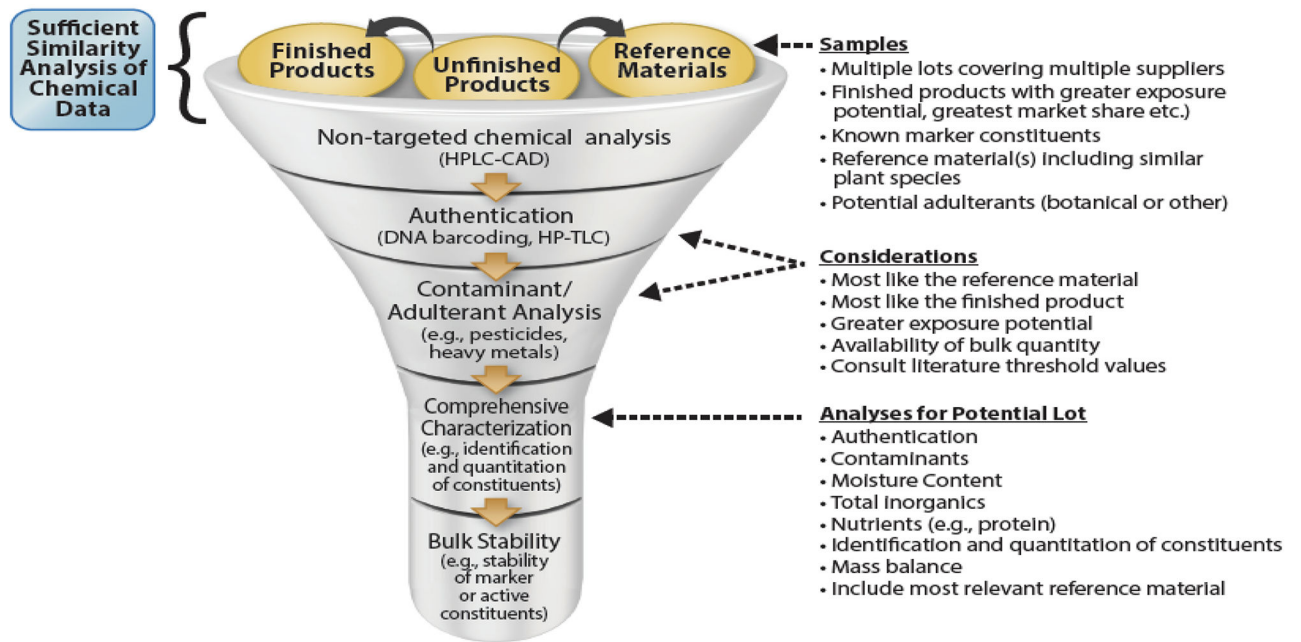 Sufficient
Similarity
Analysis of
Chemical
Data
Finished
Products
Unfinished
Products
Reference
Materials
Non-targeted chemical analysis
(HPLC-CAD)
Authentication
(DNA barcoding, HP-TLC)
Contaminant/
Adulterant Analysis
(e.g., pesticides,
heavy metals)
Comprehensive
Characterization
(e.g., identification
and quantitation
of constituents)
Bulk Stability
(e.g., stability
of marker
or active
constituents)
Samples
• Multiple lots covering multiple suppliers
• Finished products with greater exposure
potential, greatest market share etc.)
• Known marker constituents
• Reference material(s) including similar
plant species
• Potential adulterants (botanical or other)
Considerations
• Most like the reference material
• Most like the finished product
• Greater exposure potential
• Availability of bulk quantity
• Consult literature threshold values
Analyses for Potential Lot
• Authentication
• Contaminants
• Moisture Content
• Total inorganics
• Nutrients (e.g., protein)
• Identification and quantitation of constituents
• Mass balance
• Include most relevant reference material